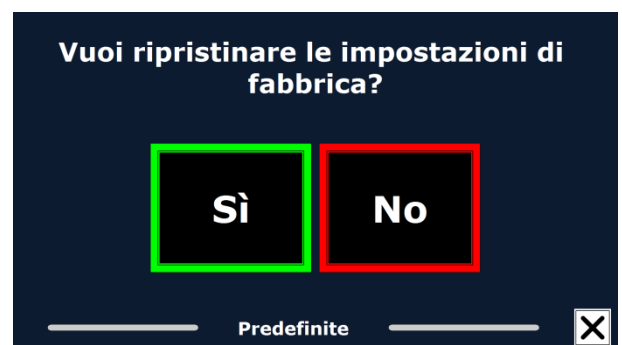 Vuoi ripristinare le impostazioni di
fabbrica?
Sì
No
Predefinite